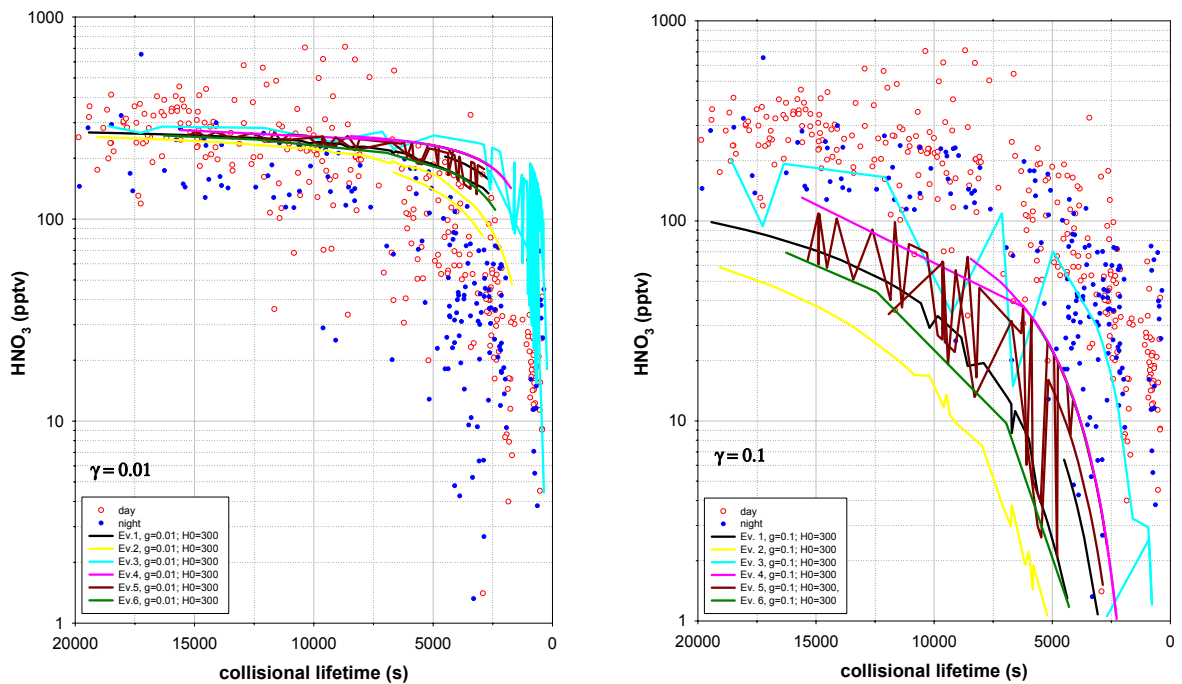 1000
100
10
1
HNO3 (pptv)
γ = 0.01
day
night
Ev.1, g=0.01; H0=300
Ev.2, g=0.01; H0=300
Ev.3, g=0.01; H0=300
Ev.4, g=0.01; H0=300
Ev.5, g=0.01; H0=300
Ev.6, g=0.01; H0=300
20000 15000 10000 5000 0
collisional lifetime (s)
1000
100
10
1
HNO3 (pptv)
γ = 0.1
day
night
Ev. 1, g=0.1; H0=300
Ev. 2, g=0.1; H0=300
Ev. 3, g=0.1; H0=300
Ev. 4, g=0.1; H0=300
Ev. 5, g=0.1; H0=300,
Ev. 6, g=0.1; H0=300
20000 15000 10000 5000 0
collisional lifetime (s)